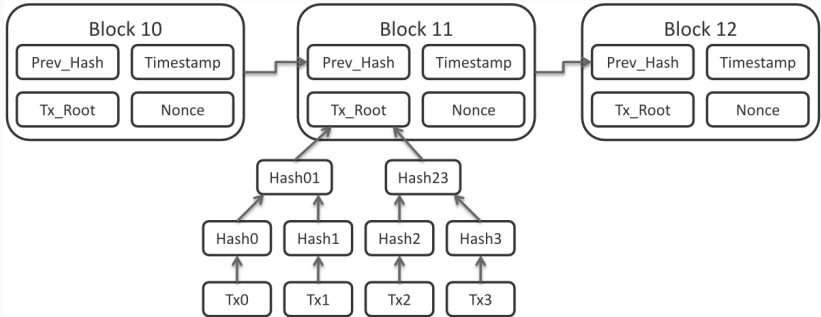 Block 10
Block 11
Block 12
Prev_Hash Timestamp
Prev_Hash Timestamp
Prev_Hash Timestamp
Tx_Root Nonce
Tx_Root Nonce
Tx_Root Nonce
Hash01 Hash23
Hash0 Hash1 Hash2 Hash3
Tx0 Tx1 Tx2 Tx3